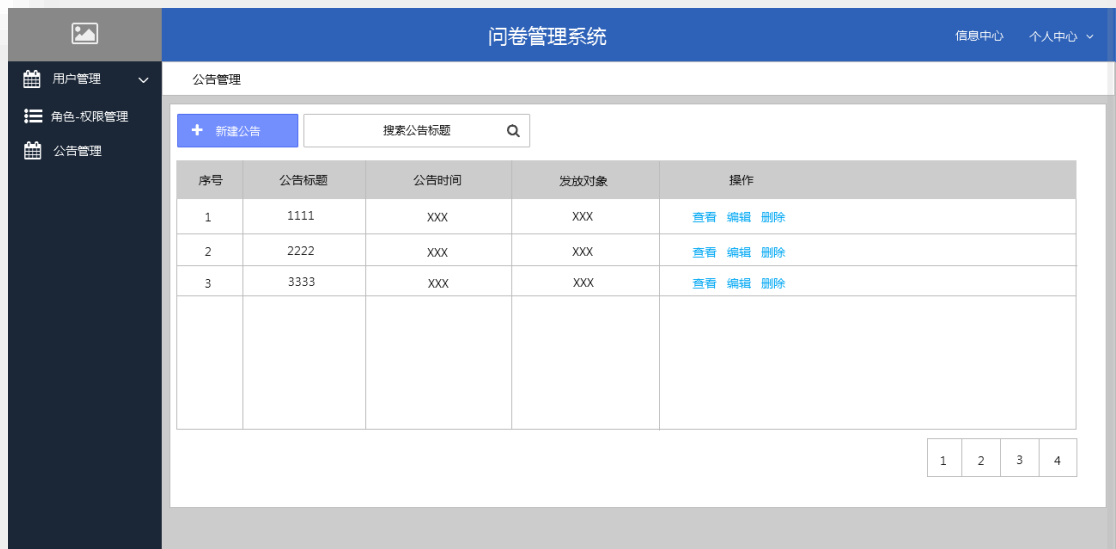 问卷管理系统
信息中心 个人中心
用户管理
公告管理
角色-权限管理
公告管理
新建公告 搜索公告标题
序号 公告标题 公告时间 发放对象 操作
1 1111 XXX XXX 查看 编辑 删除
2 2222 XXX XXX 查看 编辑 删除
3 3333 XXX XXX 查看 编辑 删除
1 2 3 4